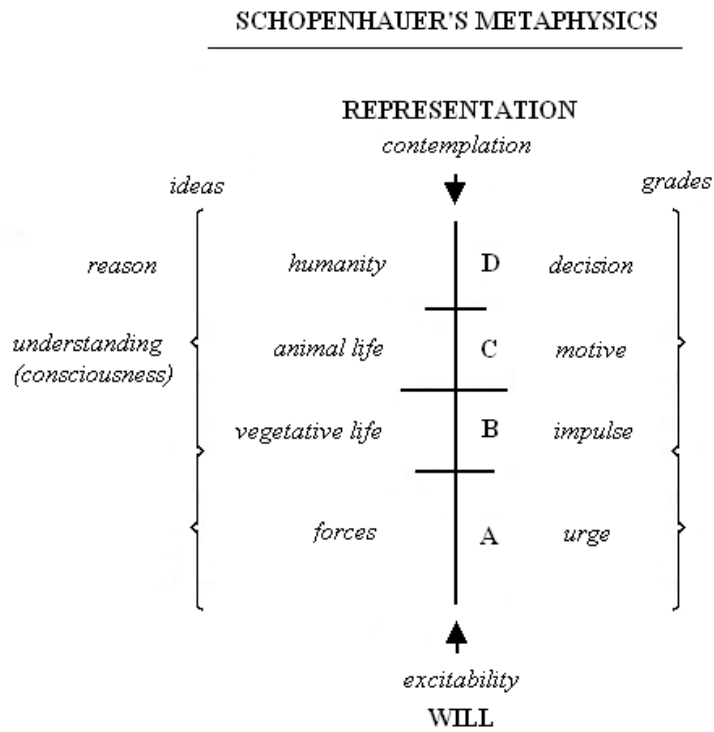 SCHOPENHAUER'S METAPHYSICS
REPRESENTATION
contemplation
ideas
grades
reason
humanity
D
decision
understanding
(consciousness)
animal life
C
motive
vegetative life
B
impulse
forces
A
urge
excitability
WILL